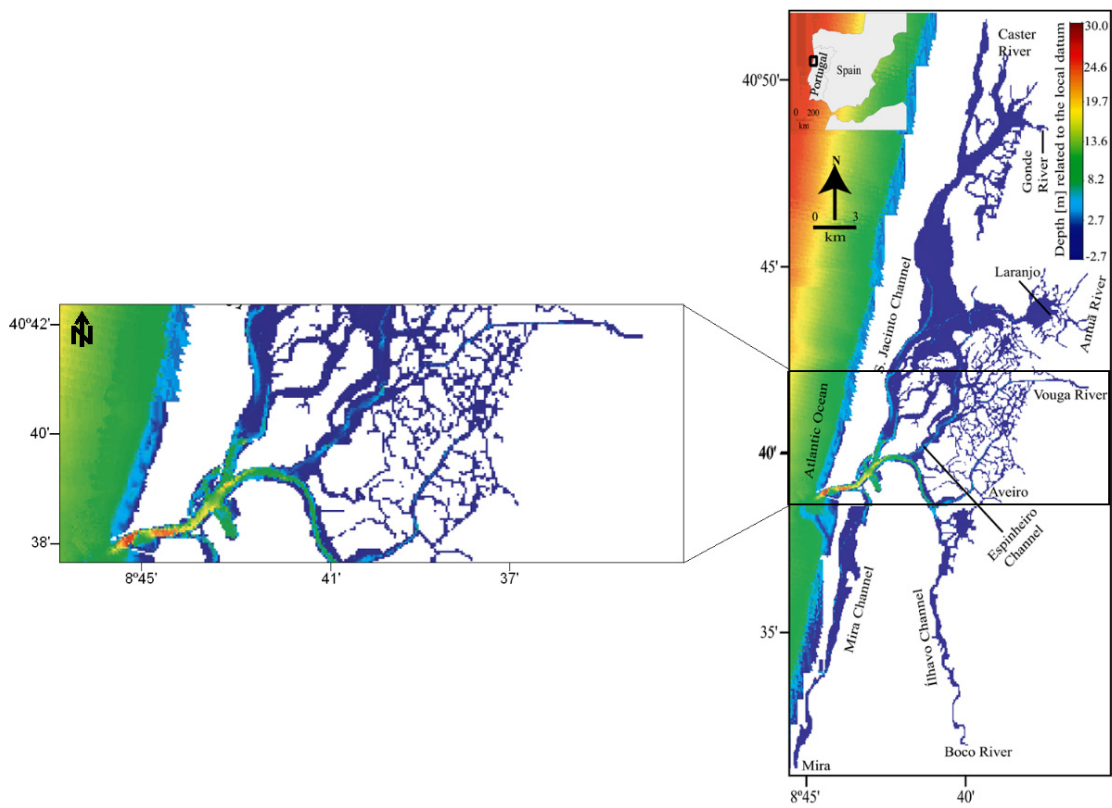 N
40°42'
40'
38'
8°45'
41'
37'
Portugal
Spain
0 200
km
Caster
River
30.0
24.6
19.7
13.6
8.2
-2.7
Depth [m] related to the local datum
40°50'
Gonde
River
N
0 3
km
45'
Laranjo
Antuã River
S. Jacinto Channel
Vouga River
Atlantic Ocean
40'
Aveiro
Espinheiro
Channel
Mira Channel
Ílhavo Channel
35'
Boco River
Mira
8°45'
40'